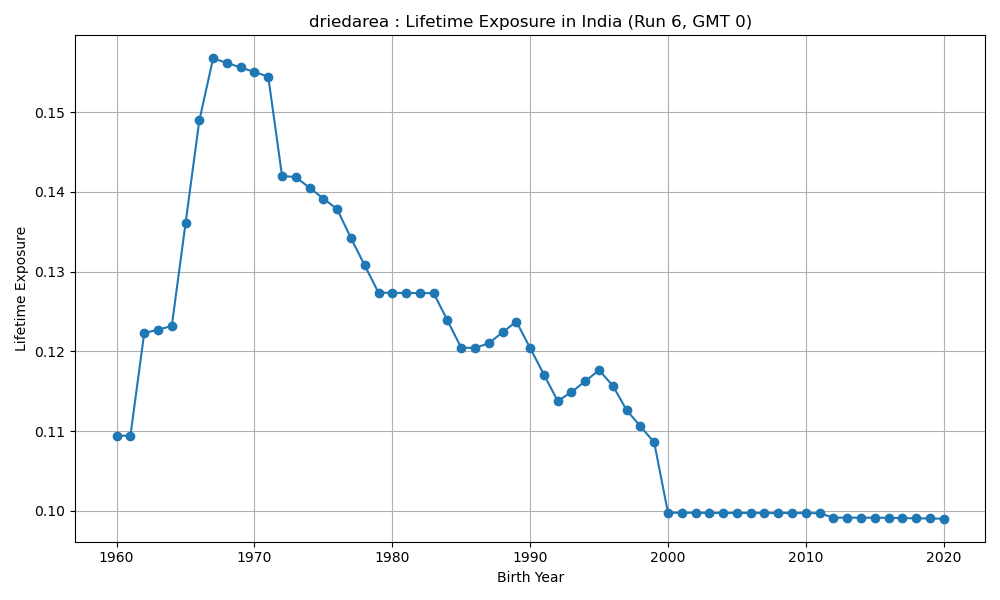 driedarea : Lifetime Exposure in India (Run 6, GMT 0)
Lifetime Exposure
0.15
0.14
0.13
0.12
0.11
0.10
1960 1970 1980 1990 2000 2010 2020
Birth Year